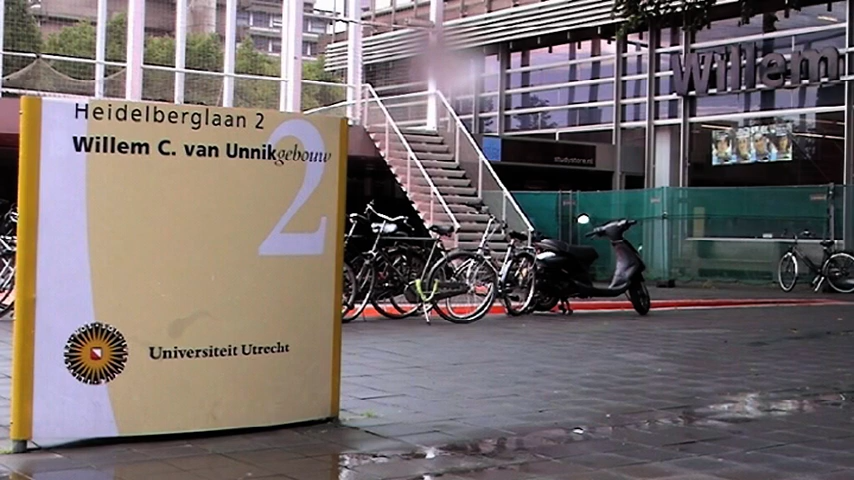 Heidelberglaan 2
Willem C. van Unnikgebouw
2
Universiteit Utrecht
Willem
studystore.nl